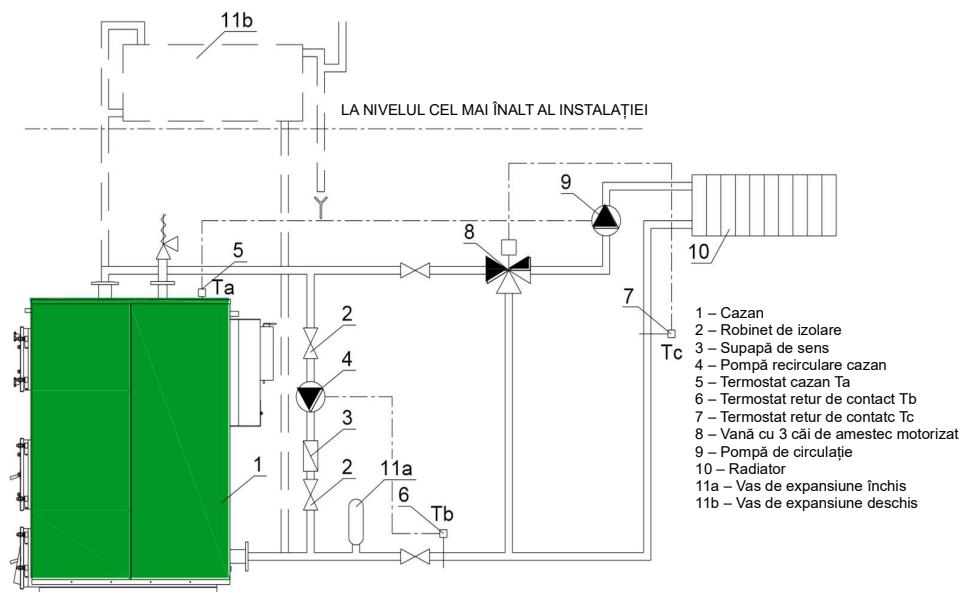 11b
LA NIVELUL CEL MAI ÎNALT AL INSTALAȚIEI
9
8
10
5
Ta
7
Tc
2
4
3
11a
2
1
6
Tb
1 – Cazan
2 – Robinet de izolare
3 – Supapă de sens
4 – Pompă recirculare cazan
5 – Termostat cazan Ta
6 – Termostat retur de contact Tb
7 – Termostat retur de contatc Tc
8 – Vană cu 3 căi de amestec motorizat
9 – Pompă de circulație
10 – Radiator
11a – Vas de expansiune închis
11b – Vas de expansiune deschis